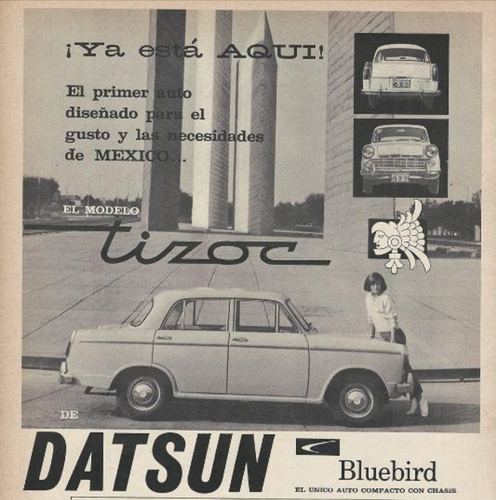 ¡Ya está AQUI!
El primer auto
diseñado para el
gusto y las necesidades
de MEXICO...
EL MODELO
tizoc
DE
DATSUN
Bluebird
EL UNICO AUTO COMPACTO CON CHASIS